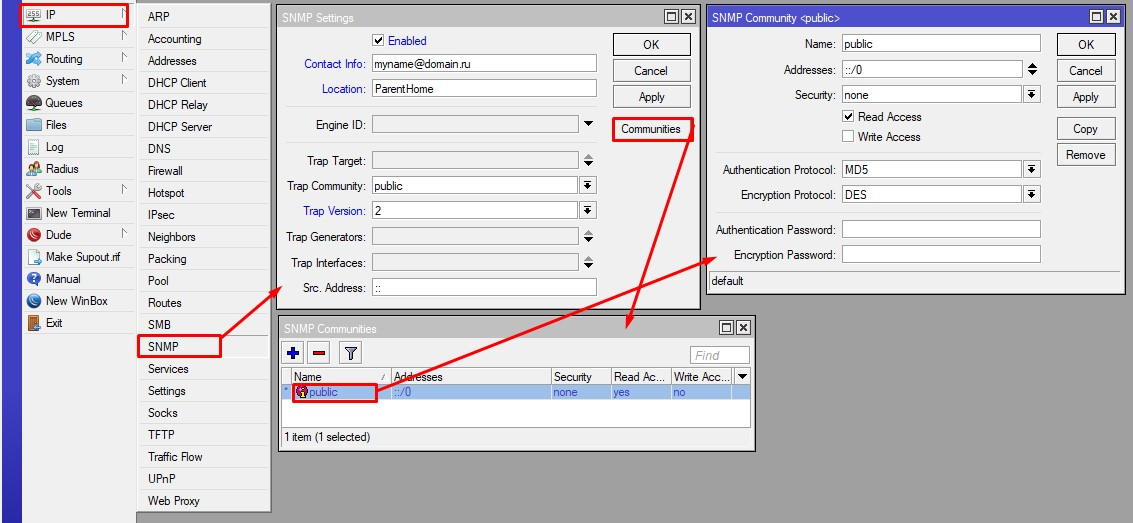 IP
MPLS
Routing
System
Queues
Files
Log
Radius
Tools
New Terminal
Dude
Make Supout.rif
Manual
New WinBox
Exit
ARP
Accounting
Addresses
DHCP Client
DHCP Relay
DHCP Server
DNS
Firewall
Hotspot
IPsec
Neighbors
Packing
Pool
Routes
SMB
SNMP
Services
Settings
Socks
TFTP
Traffic Flow
UPnP
Web Proxy
SNMP Settings
Enabled
Contact Info: myname@domain.ru
Location: ParentHome
Engine ID:
Trap Target:
Trap Community: public
Trap Version: 2
Trap Generators:
Trap Interfaces:
Src. Address: ::
OK
Cancel
Apply
Communities
SNMP Communities
Find
Name Addresses Security Read Ac... Write Acc...
* public ::/0 none yes no
1 item (1 selected)
SNMP Community <public>
Name: public
Addresses: ::/0
Security: none
Read Access
Write Access
Authentication Protocol: MD5
Encryption Protocol: DES
Authentication Password:
Encryption Password:
OK
Cancel
Apply
Copy
Remove
default